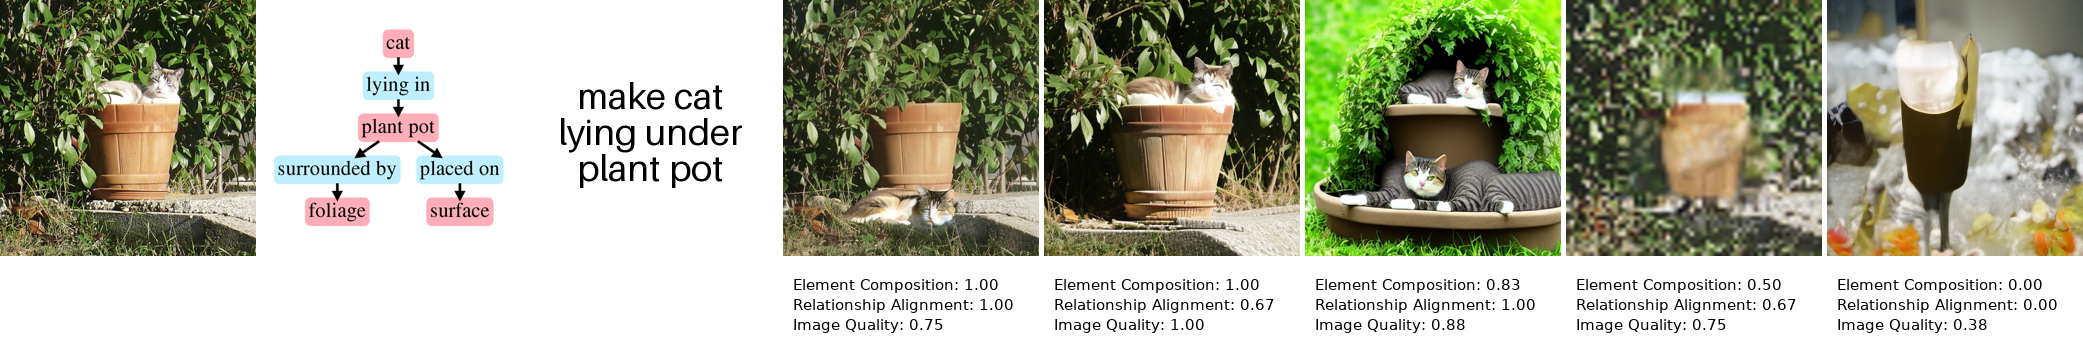 cat
lying in
plant pot
surrounded by
placed on
foliage
surface
make cat
lying under
plant pot
Element Composition: 1.00
Relationship Alignment: 1.00
Image Quality: 0.75
Element Composition: 1.00
Relationship Alignment: 0.67
Image Quality: 1.00
Element Composition: 0.83
Relationship Alignment: 1.00
Image Quality: 0.88
Element Composition: 0.50
Relationship Alignment: 0.67
Image Quality: 0.75
Element Composition: 0.00
Relationship Alignment: 0.00
Image Quality: 0.38